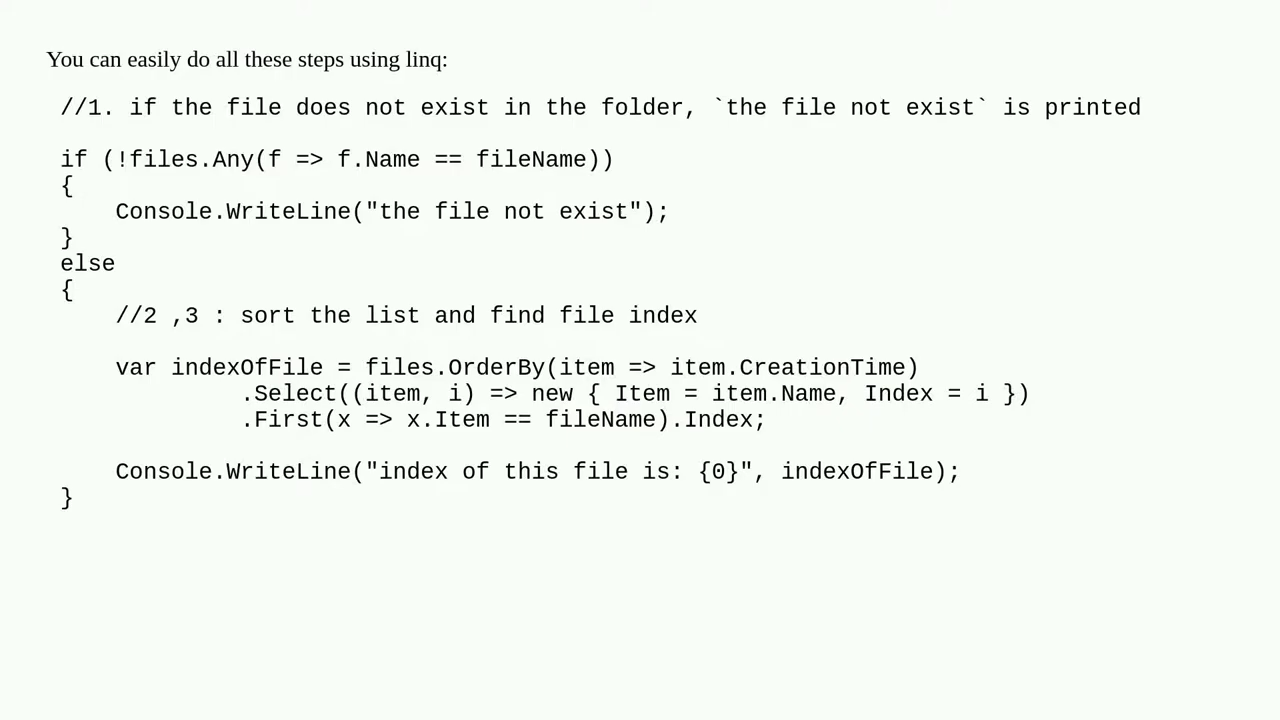 You can easily do all these steps using linq:
//1. if the file does not exist in the folder, `the file not exist` is printed
if (!files.Any(f => f.Name == fileName))
{
    Console.WriteLine("the file not exist");
}
else
{
    //2 ,3 : sort the list and find file index
    var indexOfFile = files.OrderBy(item => item.CreationTime)
             .Select((item, i) => new { Item = item.Name, Index = i })
             .First(x => x.Item == fileName).Index;
    Console.WriteLine("index of this file is: {0}", indexOfFile);
}